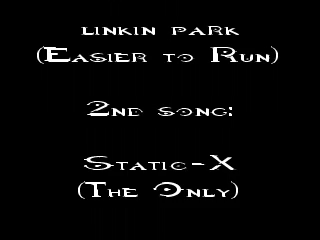 LINKIN PARK
(EASIER TO RUN)
2ND SONG:
STATIC-X
(THE ONLY)